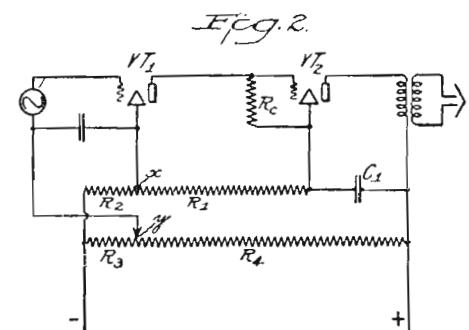 Fig. 2.
VT1 VT2
Rc
C1
x
R2 R1
y
R3 R4
- +